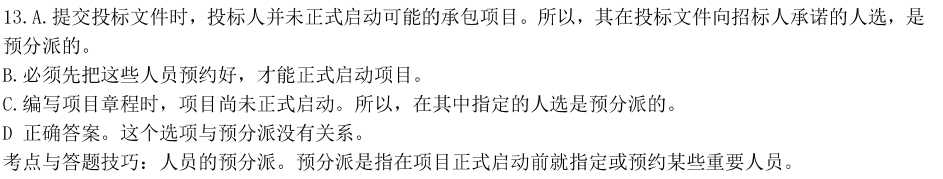 13.A.提交投标文件时，投标人并未正式启动可能的承包项目。所以，其在投标文件向招标人承诺的人选，是
预分派的。
B.必须先把这些人员预约好，才能正式启动项目。
C.编写项目章程时，项目尚未正式启动。所以，在其中指定的人选是预分派的。
D 正确答案。这个选项与预分派没有关系。
考点与答题技巧：人员的预分派。预分派是指在项目正式启动前就指定或预约某些重要人员。